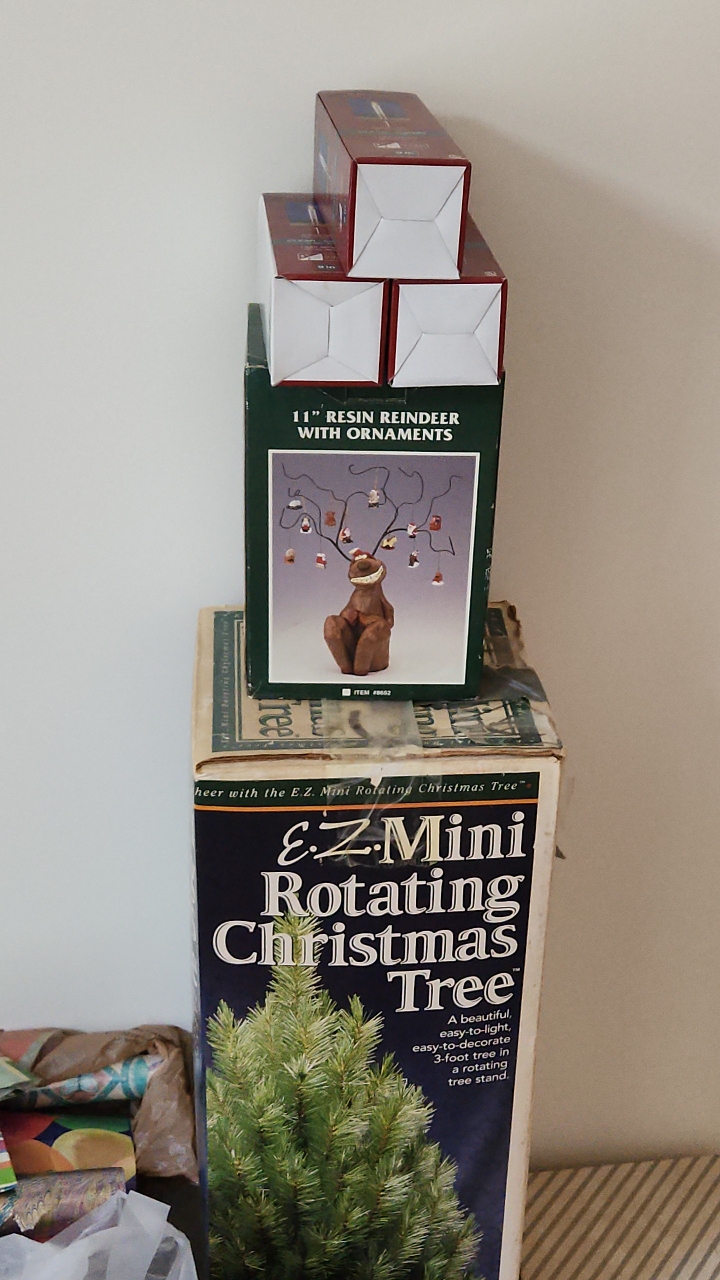 11” RESIN REINDEER
WITH ORNAMENTS
ITEM #8652
heer with the E.Z. Mini Rotating Christmas Tree™
E.Z. Mini
Rotating
Christmas
Tree™
A beautiful,
easy-to-light,
easy-to-decorate
3-foot tree in
a rotating
tree stand.